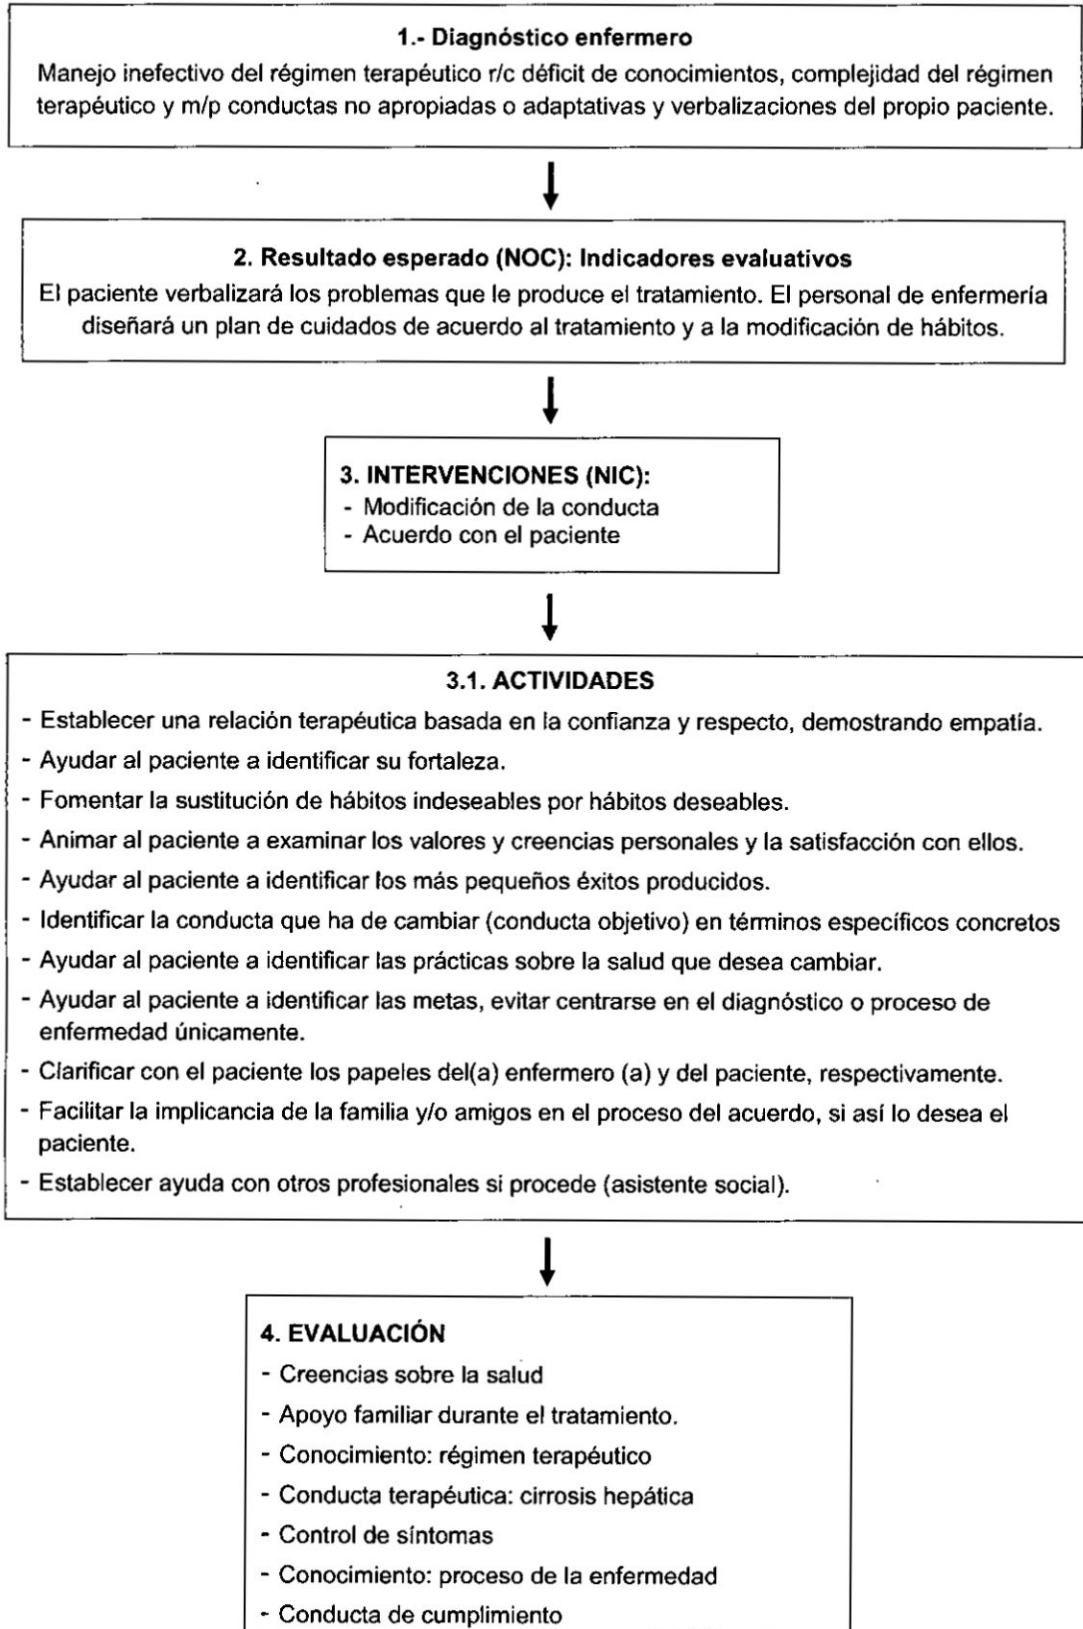 1.- Diagnóstico enfermero
Manejo inefectivo del régimen terapéutico r/c déficit de conocimientos, complejidad del régimen
terapéutico y m/p conductas no apropiadas o adaptativas y verbalizaciones del propio paciente.
2. Resultado esperado (NOC): Indicadores evaluativos
El paciente verbalizará los problemas que le produce el tratamiento. El personal de enfermería
diseñará un plan de cuidados de acuerdo al tratamiento y a la modificación de hábitos.
3. INTERVENCIONES (NIC):
- Modificación de la conducta
- Acuerdo con el paciente
3.1. ACTIVIDADES
- Establecer una relación terapéutica basada en la confianza y respecto, demostrando empatía.
- Ayudar al paciente a identificar su fortaleza.
- Fomentar la sustitución de hábitos indeseables por hábitos deseables.
- Animar al paciente a examinar los valores y creencias personales y la satisfacción con ellos.
- Ayudar al paciente a identificar los más pequeños éxitos producidos.
- Identificar la conducta que ha de cambiar (conducta objetivo) en términos específicos concretos
- Ayudar al paciente a identificar las prácticas sobre la salud que desea cambiar.
- Ayudar al paciente a identificar las metas, evitar centrarse en el diagnóstico o proceso de
enfermedad únicamente.
- Clarificar con el paciente los papeles del(a) enfermero (a) y del paciente, respectivamente.
- Facilitar la implicancia de la familia y/o amigos en el proceso del acuerdo, si así lo desea el
paciente.
- Establecer ayuda con otros profesionales si procede (asistente social).
4. EVALUACIÓN
- Creencias sobre la salud
- Apoyo familiar durante el tratamiento.
- Conocimiento: régimen terapéutico
- Conducta terapéutica: cirrosis hepática
- Control de síntomas
- Conocimiento: proceso de la enfermedad
- Conducta de cumplimiento